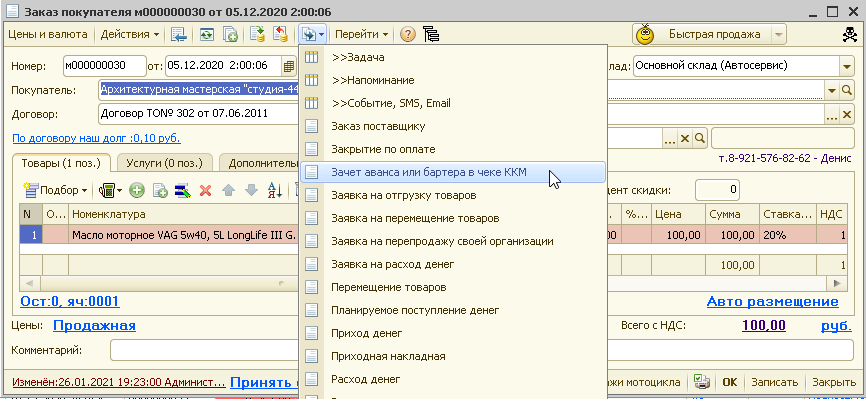 Заказ покупателя м000000030 от 05.12.2020 2:00:06
Цены и валюта Действия Перейти Быстрая продажа
Номер: м000000030 от: 05.12.2020 2:00:06 Основной склад (Автосервис)
Покупатель: Архитектурная мастерская "студия-44
Договор: Договор TON№ 302 от 07.06.2011
По договору наш долг :0,10 руб.
т.8-921-576-82-62 - Денис
Товары (1 поз.) Услуги (0 поз.)
Подбор скидки: 0
N О... Номенклатура %... Цена Сумма Ставка... НДС
1 Масло моторное VAG 5w40, 5L LongLife III G. 100,00 100,00 20% 1
100,00 1
Ост:0, яч:0001 Авто размещение
Цены: Продажная Всего с НДС: 100,00 руб.
Комментарий:
Изменён:26.01.2021 19:23:00 Админист... Принять мотоцикла OK Записать Закрыть
>>Задача
>>Напоминание
>>Событие, SMS, Email
Заказ поставщику
Закрытие по оплате
Зачет аванса или бартера в чеке ККМ
Заявка на отгрузку товаров
Заявка на перемещение товаров
Заявка на перепродажу своей организации
Заявка на расход денег
Перемещение товаров
Планируемое поступление денег
Приход денег
Приходная накладная
Расход денег